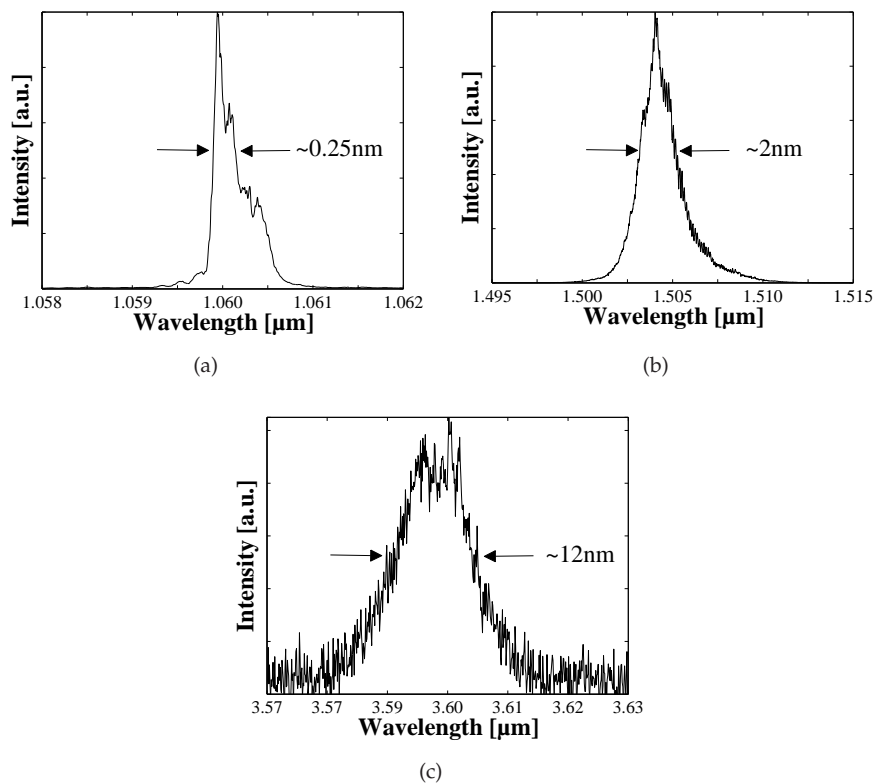 Intensity [a.u.]
~0.25nm
1.058 1.059 1.060 1.061 1.062
Wavelength [µm]
(a)
Intensity [a.u.]
~2nm
1.495 1.500 1.505 1.510 1.515
Wavelength [µm]
(b)
Intensity [a.u.]
~12nm
3.57 3.57 3.59 3.60 3.61 3.62 3.63
Wavelength [µm]
(c)